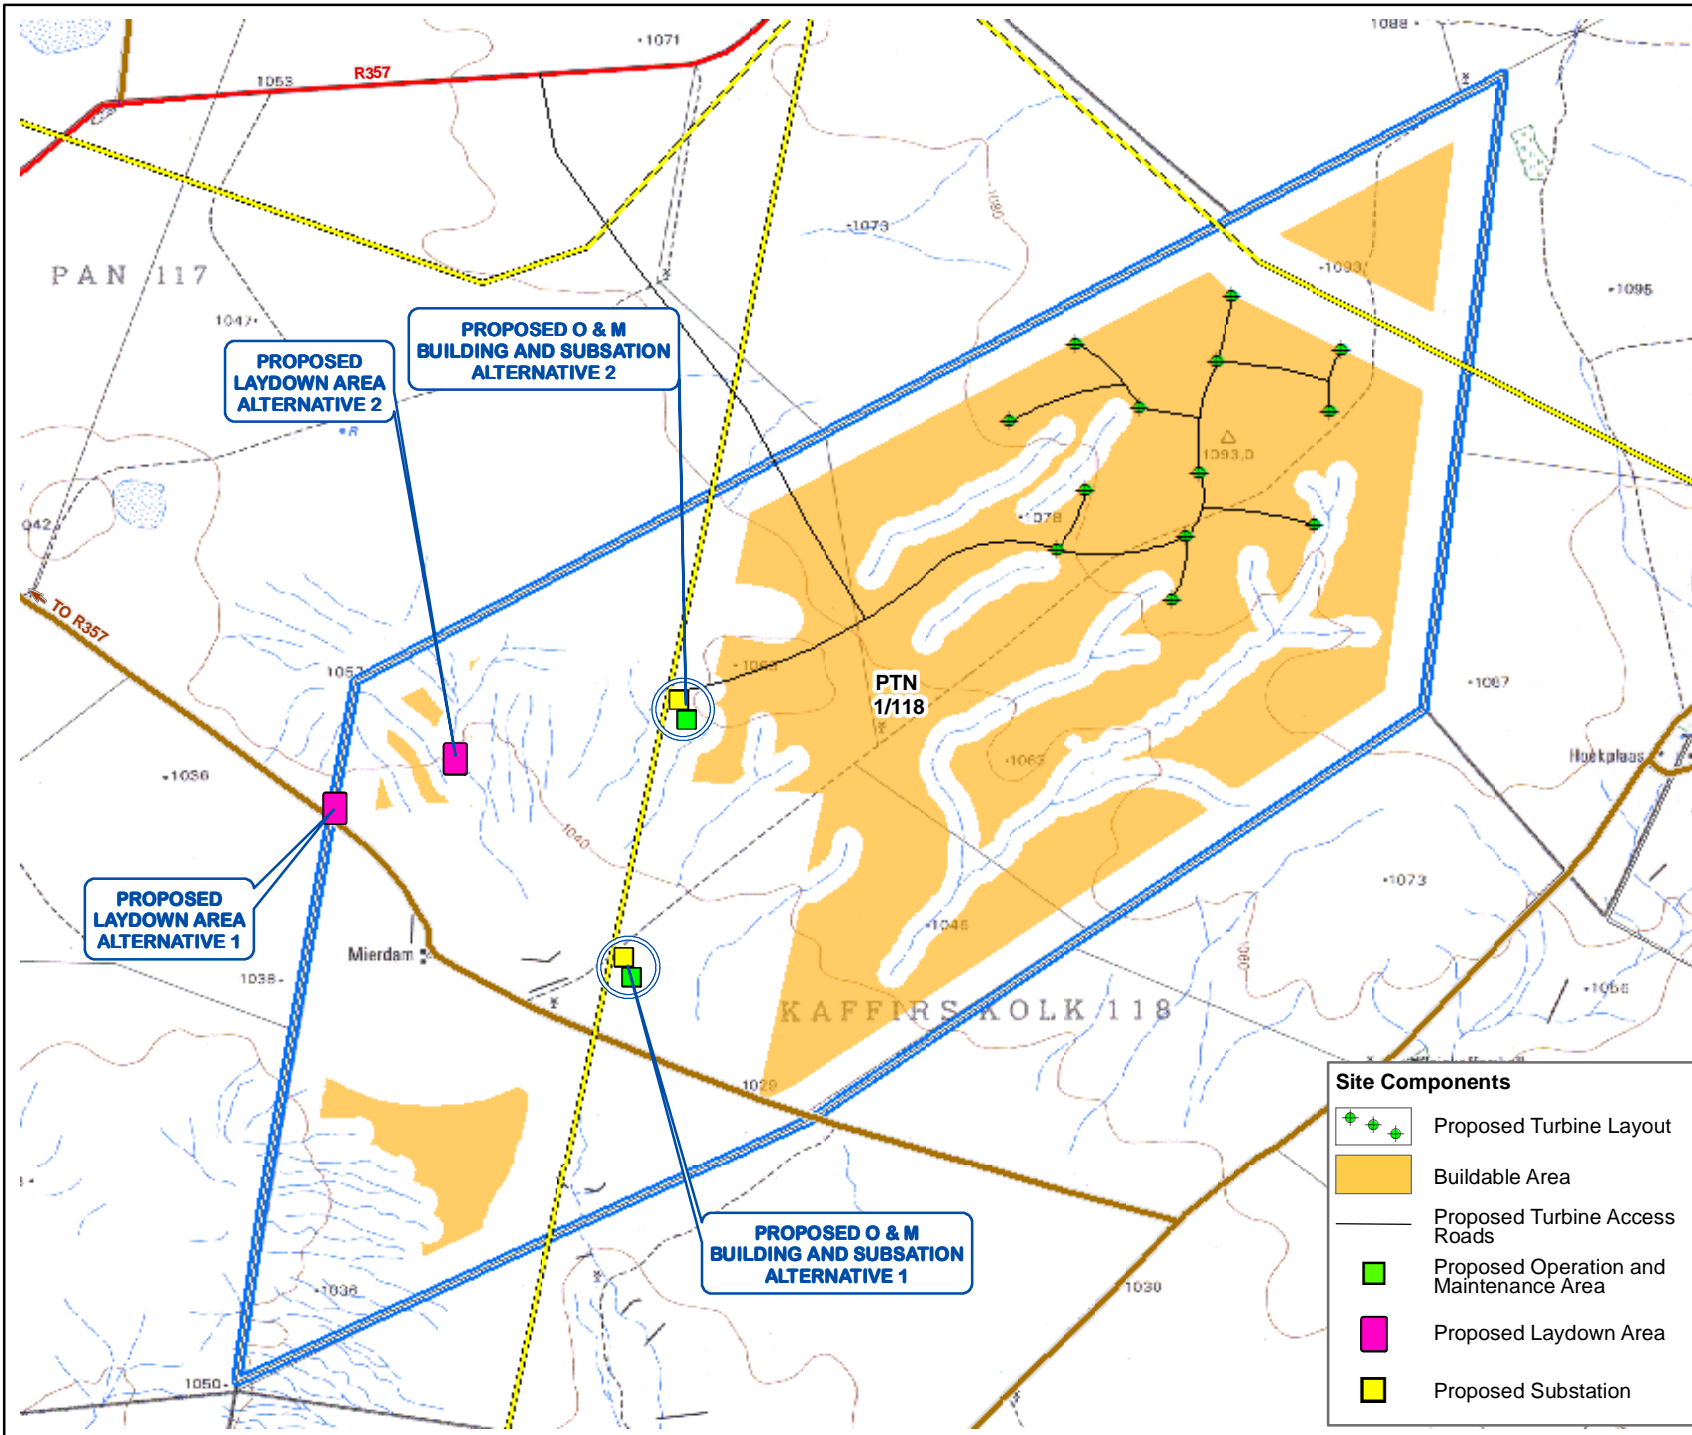 1088
1071
R357
1053
1080
1073
PAN 117
1093
1095
1047
PROPOSED O & M
BUILDING AND SUBSATION
ALTERNATIVE 2
PROPOSED
LAYDOWN AREA
ALTERNATIVE 2
R
1093,0
1078
042
TO R357
1063
PTN
1/118
1087
1036
1063
Hoekplaas
1040
1073
PROPOSED
LAYDOWN AREA
ALTERNATIVE 1
Mierdam
1046
1060
1038
1056
KAFFIRS KOLK 118
1029
PROPOSED O & M
BUILDING AND SUBSATION
ALTERNATIVE 1
1036
1030
1050
Site Components
Proposed Turbine Layout
Buildable Area
Proposed Turbine Access
Roads
Proposed Operation and
Maintenance Area
Proposed Laydown Area
Proposed Substation